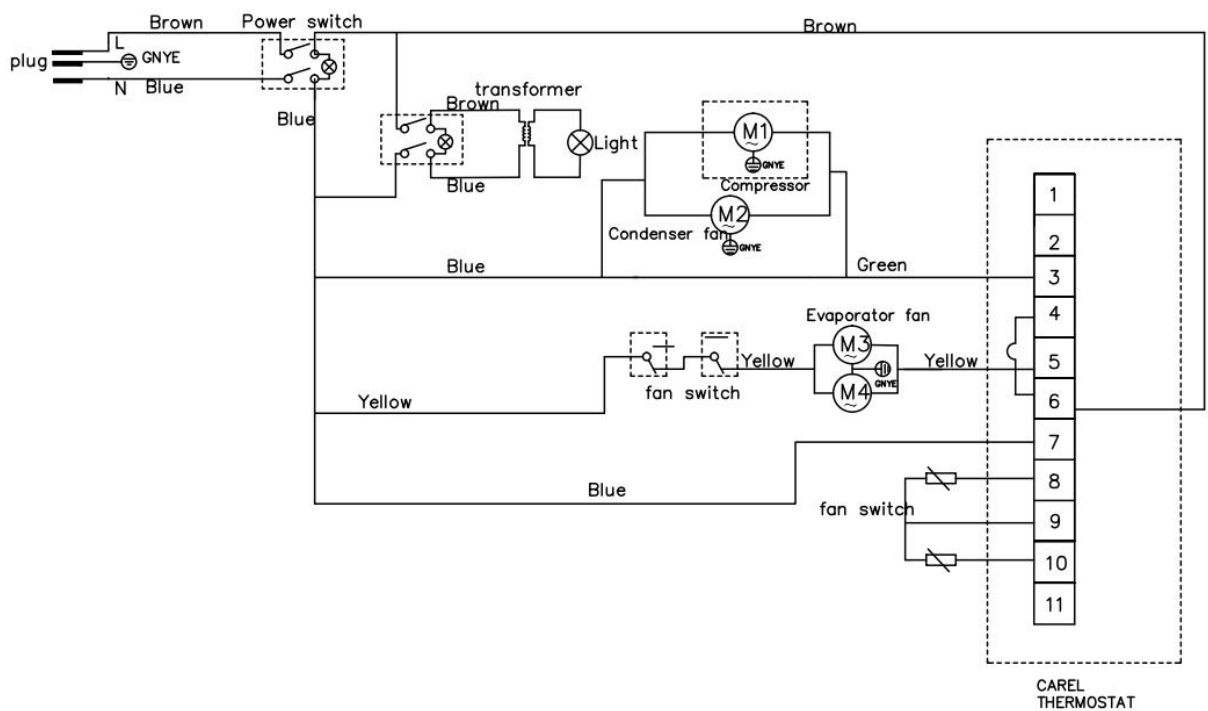 Brown
Power switch
Brown
L
plug
GNYE
N
Blue
transformer
Brown
Blue
M1
~
Light
GNYE
Blue
Compressor
1
M2
~
Condenser fan
GNYE
2
Blue
Green
3
Evaporator fan
4
M3
~
Yellow
Yellow
5
GNYE
fan switch
M4
~
Yellow
6
7
Blue
8
fan switch
9
10
11
CAREL
THERMOSTAT